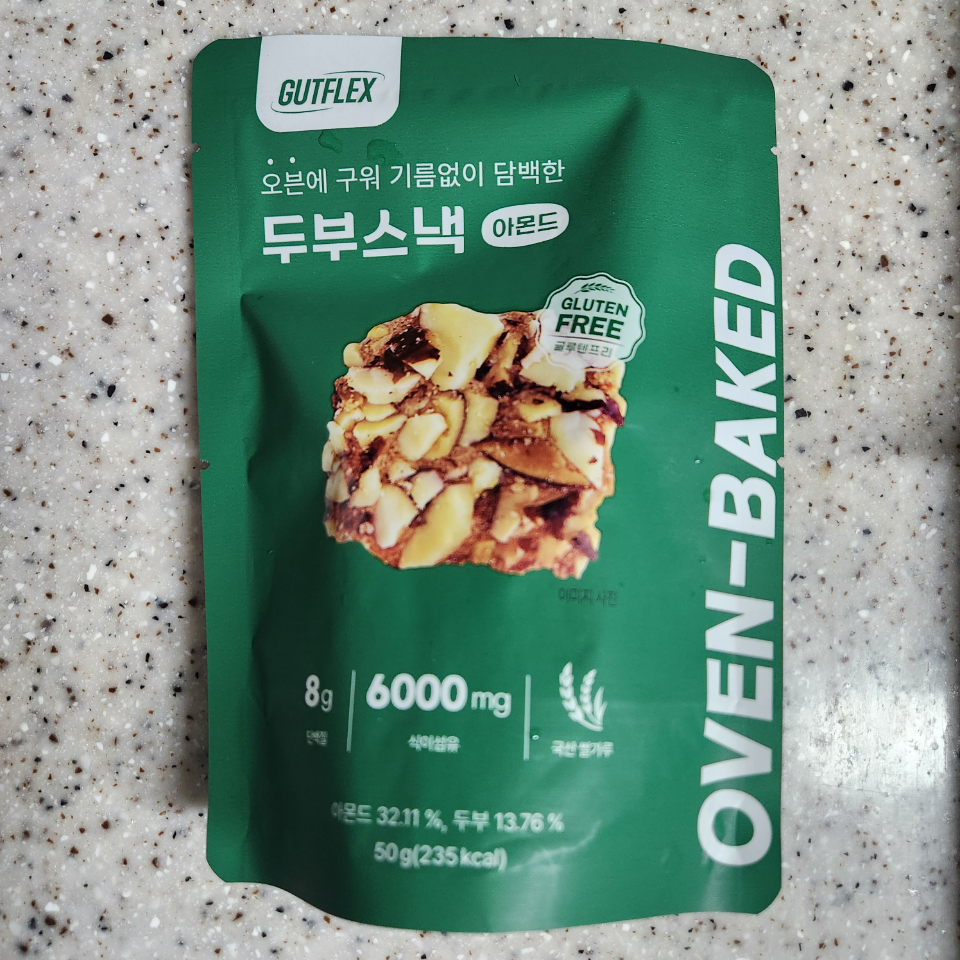 GUTFLEX
오븐에 구워 기름없이 담백한
두부스낵 아몬드
GLUTEN
FREE
글루텐프리
이미지 사진
8g
단백질
6000mg
식이섬유
국산 쌀가루
아몬드 32.11 %, 두부 13.76 %
50g(235kcal)
OVEN-BAKED